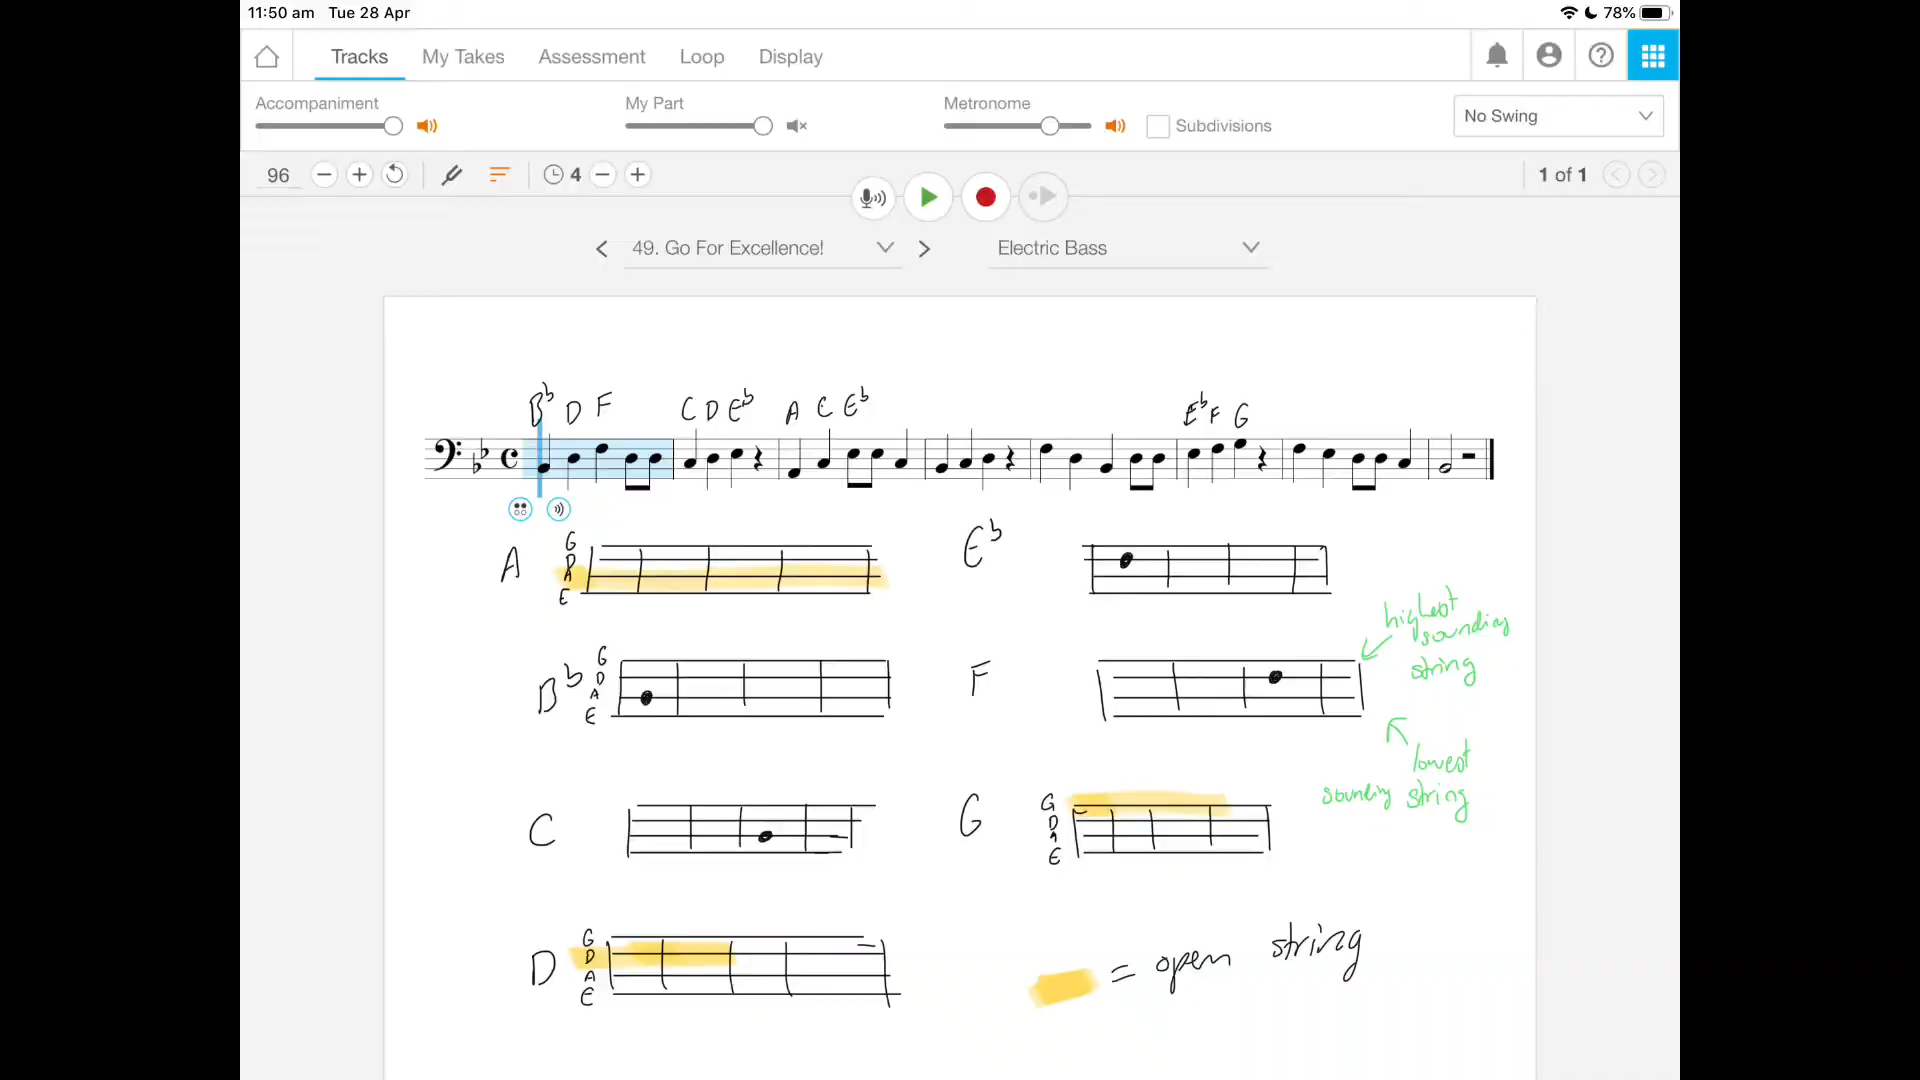 11:50 am Tue 28 Apr 78%
Tracks My Takes Assessment Loop Display
Accompaniment My Part Metronome
Subdivisions No Swing
96 4 1 of 1
49. Go For Excellence! Electric Bass
B♭ D F C D E♭ A C E♭ E♭ F G
A G D A E
E♭
highest
sounding
string
B♭ G D A E
F
lowest
sounding string
C
G G D A E
D G D A E
= open string